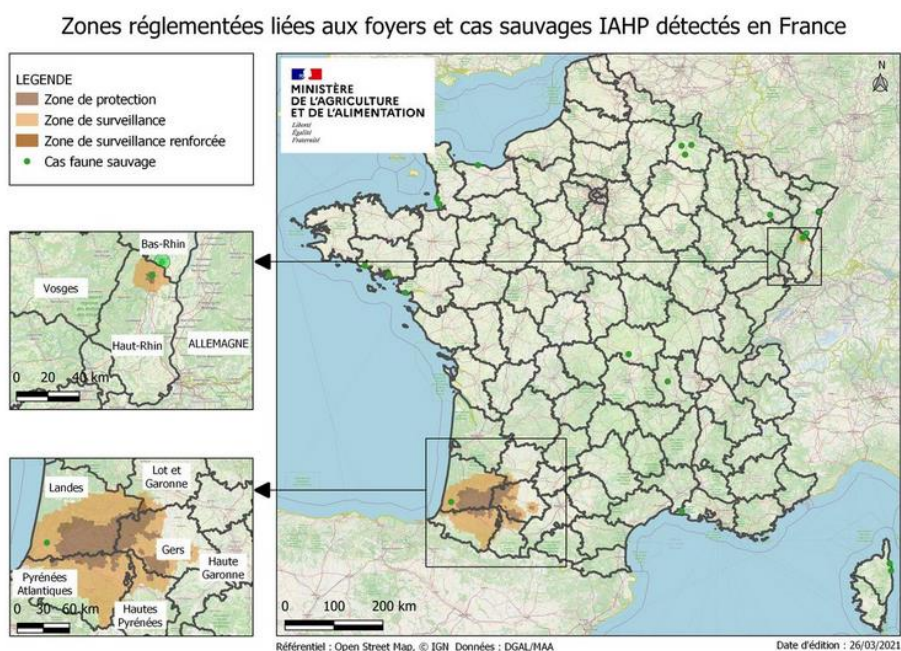 Zones réglementées liées aux foyers et cas sauvages IAHP détectés en France
LEGENDE
Zone de protection
Zone de surveillance
Zone de surveillance renforcée
Cas faune sauvage
MINISTÈRE
DE L'AGRICULTURE
ET DE L'ALIMENTATION
Liberté
Égalité
Fraternité
N
Bas-Rhin
Vosges
Haut-Rhin
ALLEMAGNE
0 20 40 km
Landes
Lot et
Garonne
Gers
Haute
Garonne
Pyrénées
Atlantiques
Hautes
Pyrénées
0 30 60 km
0 100 200 km
Référentiel : Open Street Map, © IGN Données : DGAL/MAA
Date d'édition : 26/03/2021